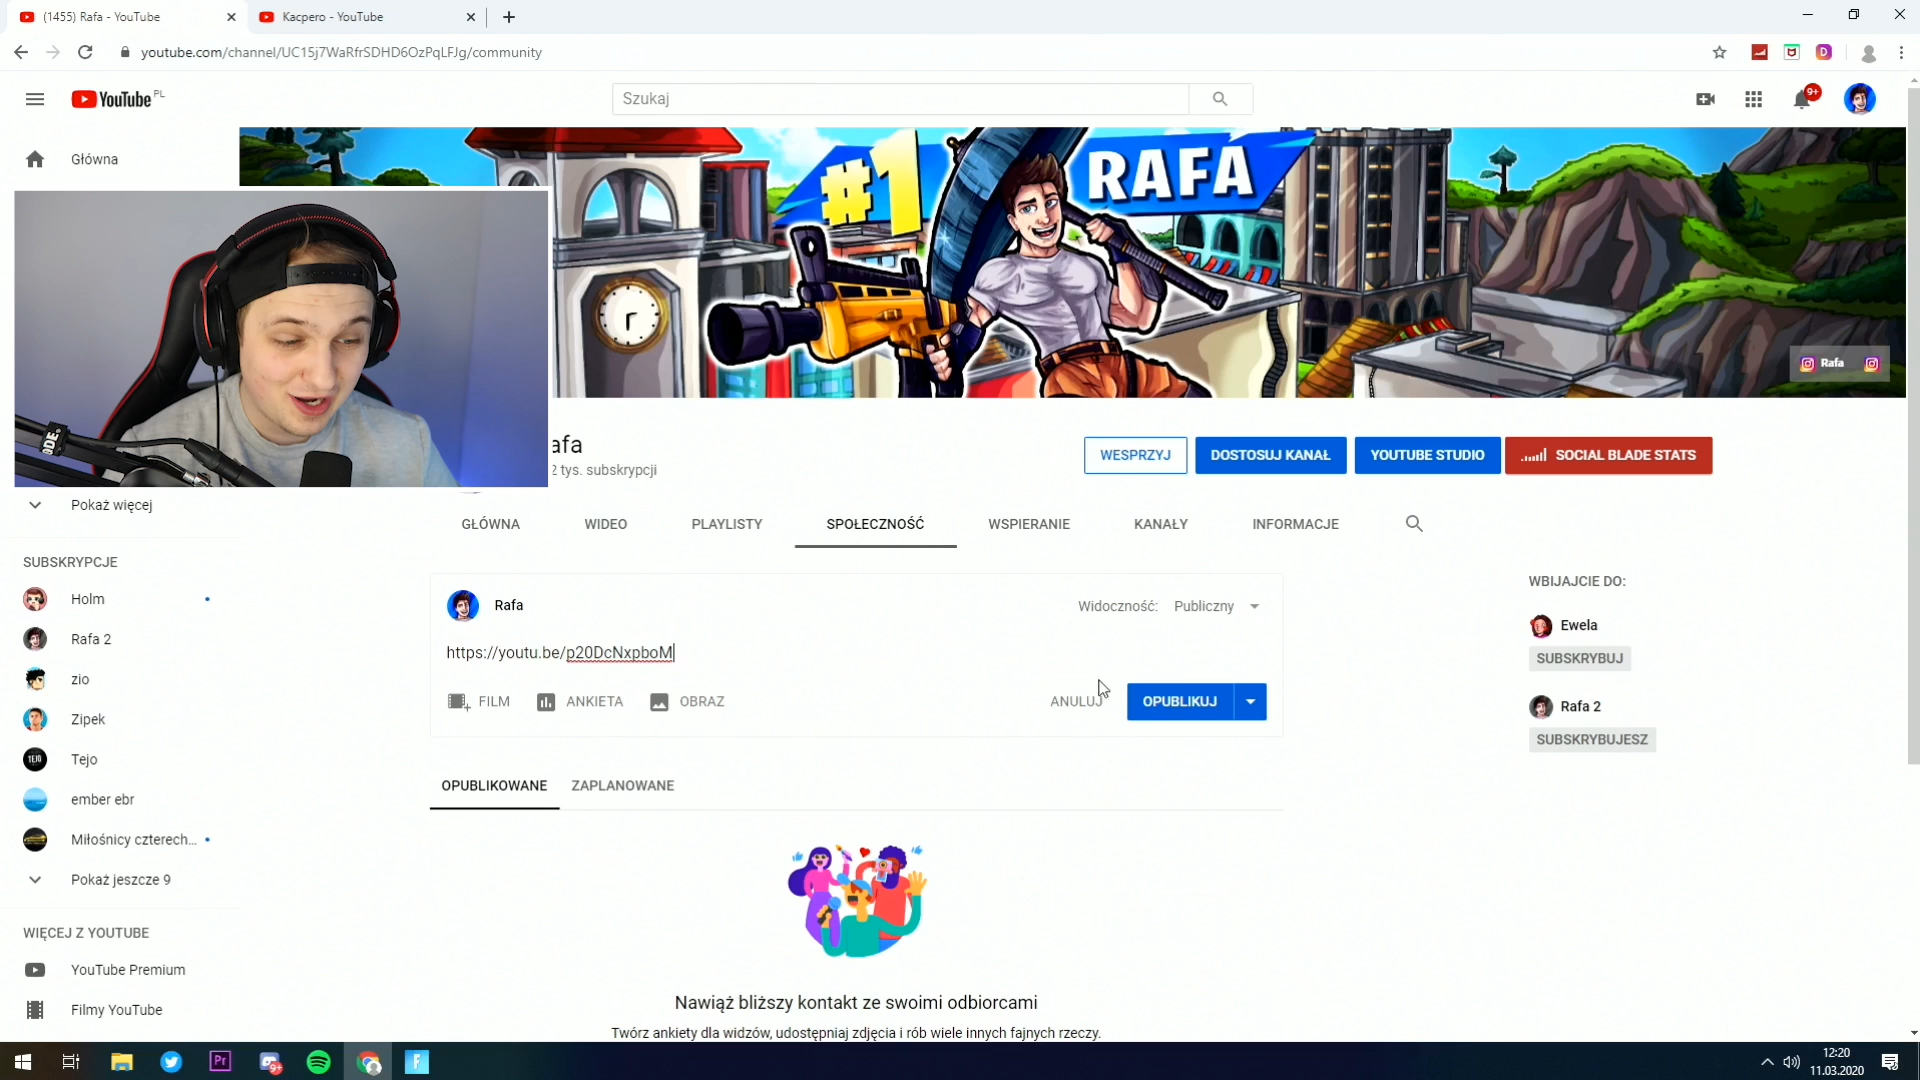 (1455) Rafa - YouTube
Kacpero - YouTube
youtube.com/channel/UC15j7WaRfrSDHD6OzPqLFJg/community
YouTube PL
Szukaj
9+
Główna
#1
RAFA
Rafa
ADE.
afa
2 tys. subskrypcji
WESPRZYJ
DOSTOSUJ KANAŁ
YOUTUBE STUDIO
SOCIAL BLADE STATS
Pokaż więcej
GŁÓWNA
WIDEO
PLAYLISTY
SPOŁECZNOŚĆ
WSPIERANIE
KANAŁY
INFORMACJE
SUBSKRYPCJE
Holm
Rafa 2
zio
Zipek
TEJO
Tejo
ember ebr
Miłośnicy czterech...
Pokaż jeszcze 9
WIĘCEJ Z YOUTUBE
YouTube Premium
Filmy YouTube
Rafa
Widoczność: Publiczny
https://youtu.be/p20DcNxpboM
FILM
ANKIETA
OBRAZ
ANULUJ
OPUBLIKUJ
OPUBLIKOWANE
ZAPLANOWANE
Nawiąż bliższy kontakt ze swoimi odbiorcami
Twórz ankiety dla widzów, udostępniaj zdjęcia i rób wiele innych fajnych rzeczy.
WBIJAJCIE DO:
Ewela
SUBSKRYBUJ
Rafa 2
SUBSKRYBUJESZ
Pr
9+
12:20
11.03.2020